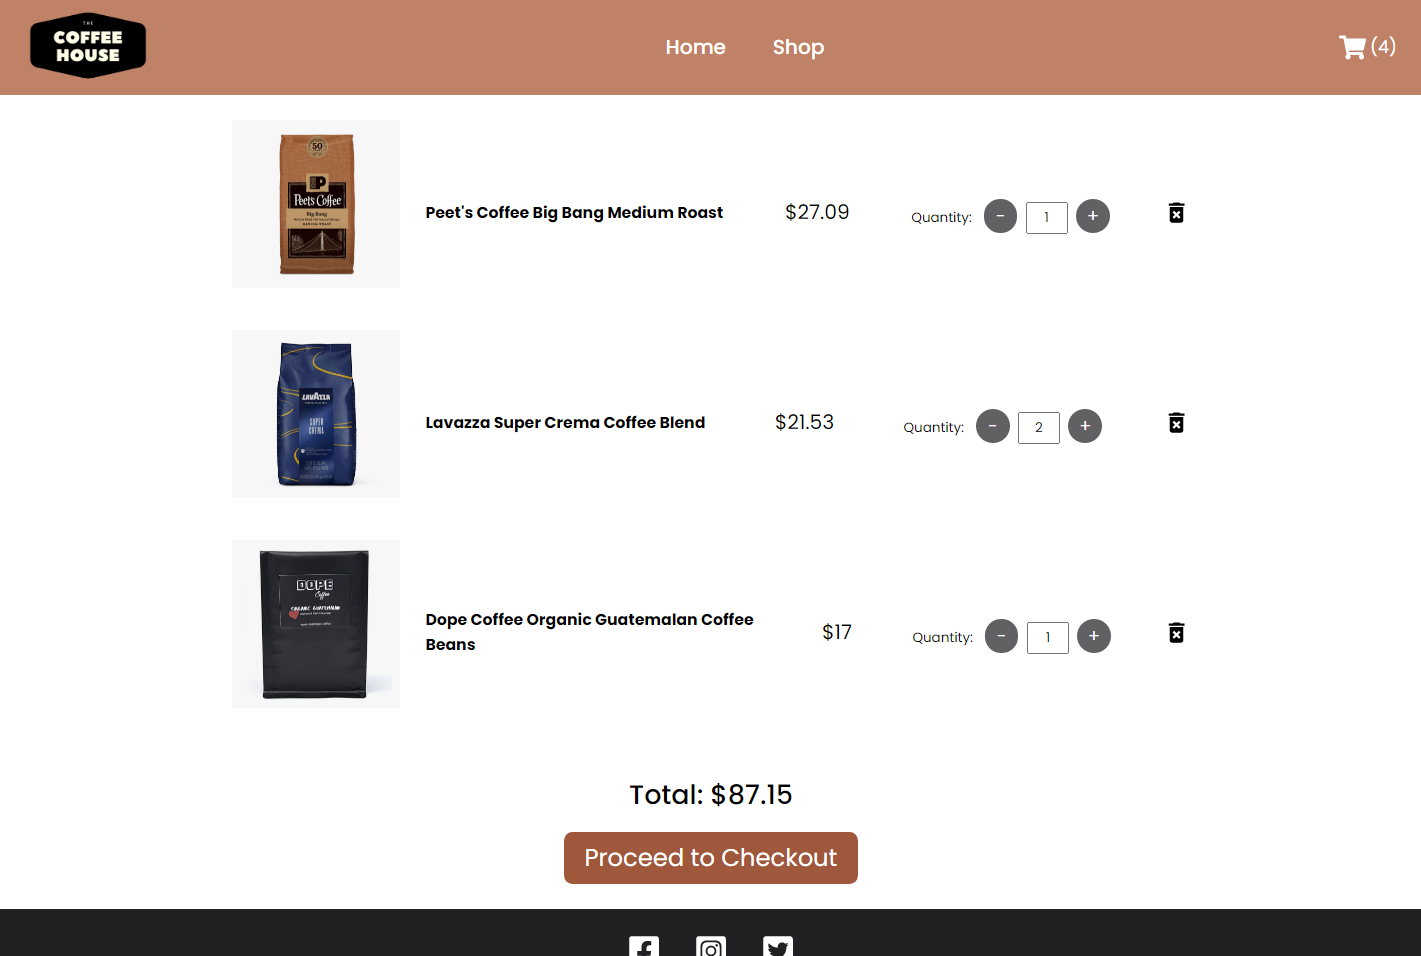 THE
COFFEE
HOUSE
Home
Shop
(4)
50
Peet's Coffee
Big Bang
MEDIUM ROAST
Peet's Coffee Big Bang Medium Roast
$27.09
Quantity:
-
1
+
LAVAZZA
SUPER
CREMA
Lavazza Super Crema Coffee Blend
$21.53
Quantity:
-
2
+
DOPE
Coffee
ORGANIC GUATEMALAN
Dope Coffee Organic Guatemalan Coffee
Beans
$17
Quantity:
-
1
+
Total: $87.15
Proceed to Checkout